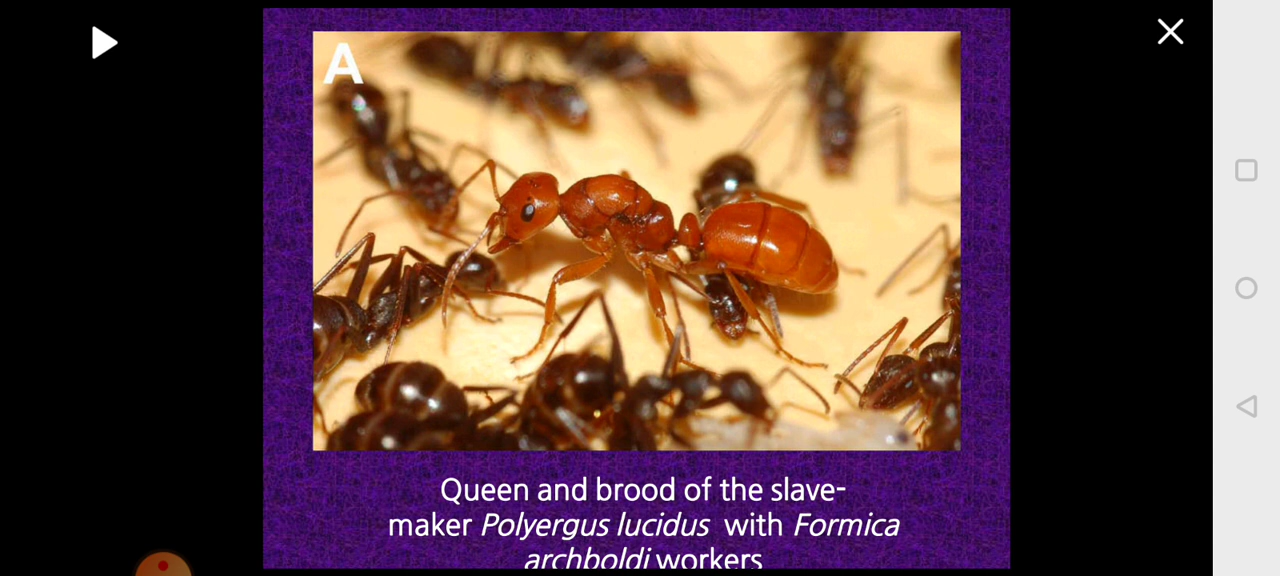 A
Queen and brood of the slave-
maker Polyergus lucidus with Formica
archboldi workers